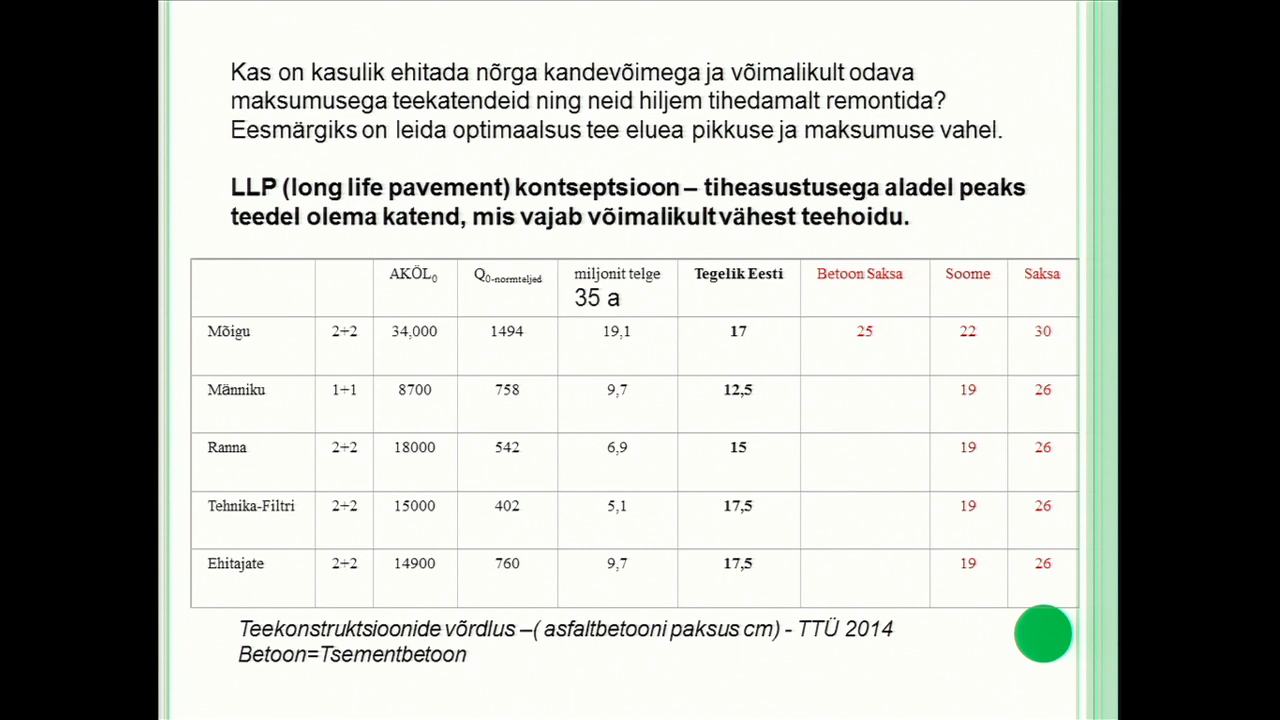 Kas on kasulik ehitada nõrga kandevõimega ja võimalikult odava
maksumusega teekatendeid ning neid hiljem tihedamalt remontida?
Eesmärgiks on leida optimaalsus tee eluea pikkuse ja maksumuse vahel.
LLP (long life pavement) kontseptsioon – tiheasustusega aladel peaks
teedel olema katend, mis vajab võimalikult vähest teehoidu.
AKÖL0 Q0-normteljed miljonit telge 35 a Tegelik Eesti Betoon Saksa Soome Saksa
Mõigu 2+2 34,000 1494 19,1 17 25 22 30
Männiku 1+1 8700 758 9,7 12,5 19 26
Ranna 2+2 18000 542 6,9 15 19 26
Tehnika-Filtri 2+2 15000 402 5,1 17,5 19 26
Ehitajate 2+2 14900 760 9,7 17,5 19 26
Teekonstruktsioonide võrdlus –( asfaltbetooni paksus cm) - TTÜ 2014
Betoon=Tsementbetoon